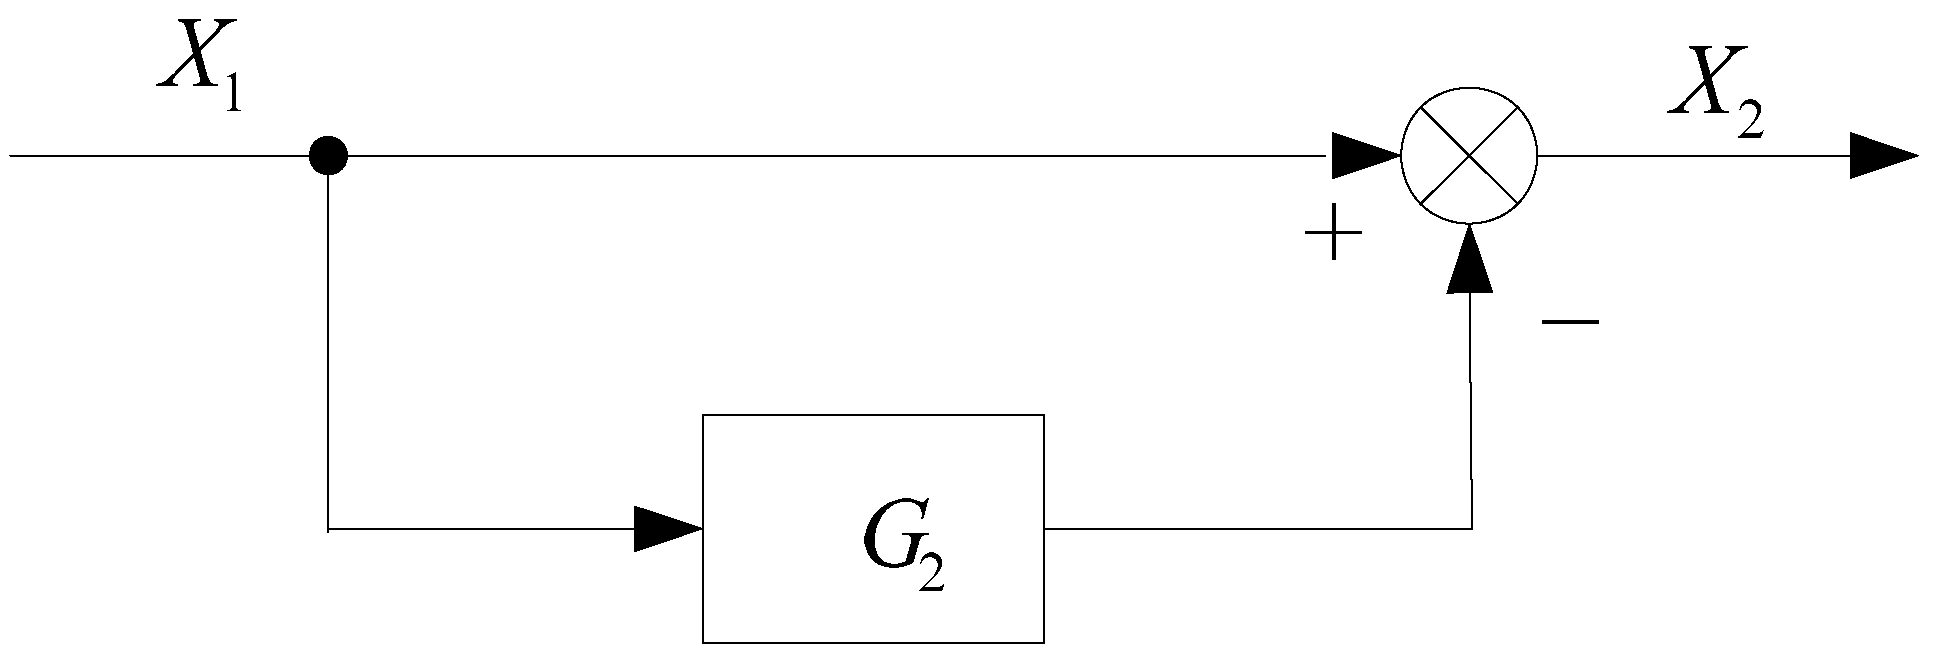 X₁
X₂
+
−
G₂